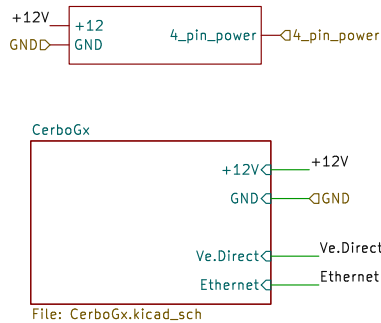 +12V
+12
GND
GND
4_pin_power
4_pin_power
CerboGx
+12V
+12V
GND
GND
Ve.Direct
Ve.Direct
Ethernet
Ethernet
File: CerboGx.kicad_sch